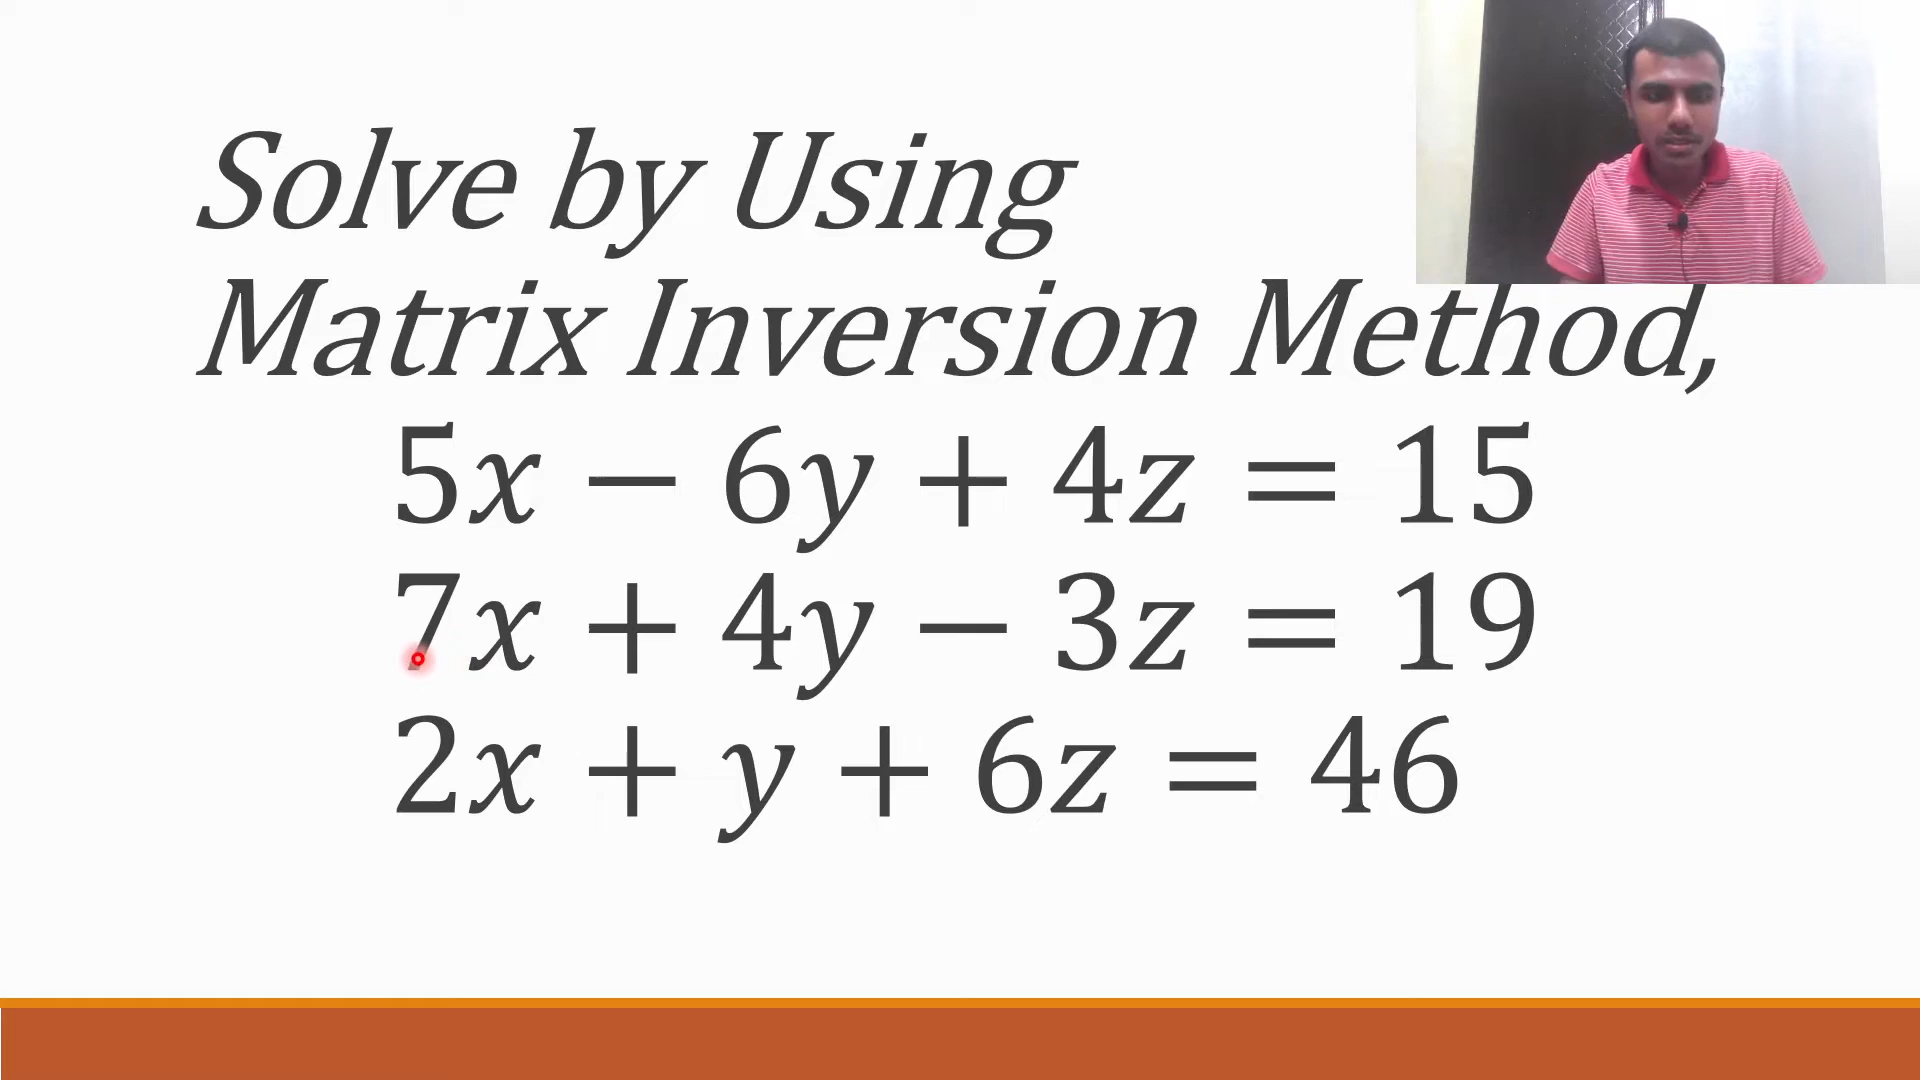 Solve by Using
Matrix Inversion Method,
5x − 6y + 4z = 15
7x + 4y − 3z = 19
2x + y + 6z = 46